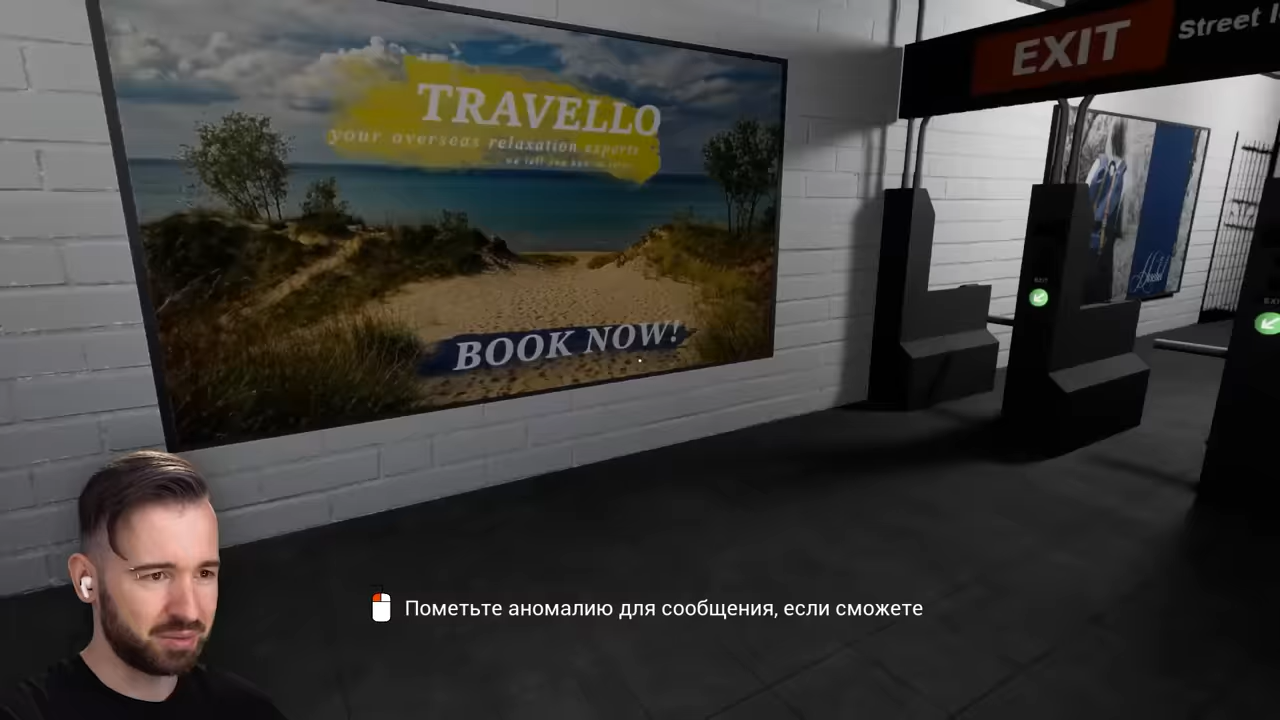 EXIT
Street
TRAVELLO
your overseas relaxation experts
BOOK NOW!
Пометьте аномалию для сообщения, если сможете